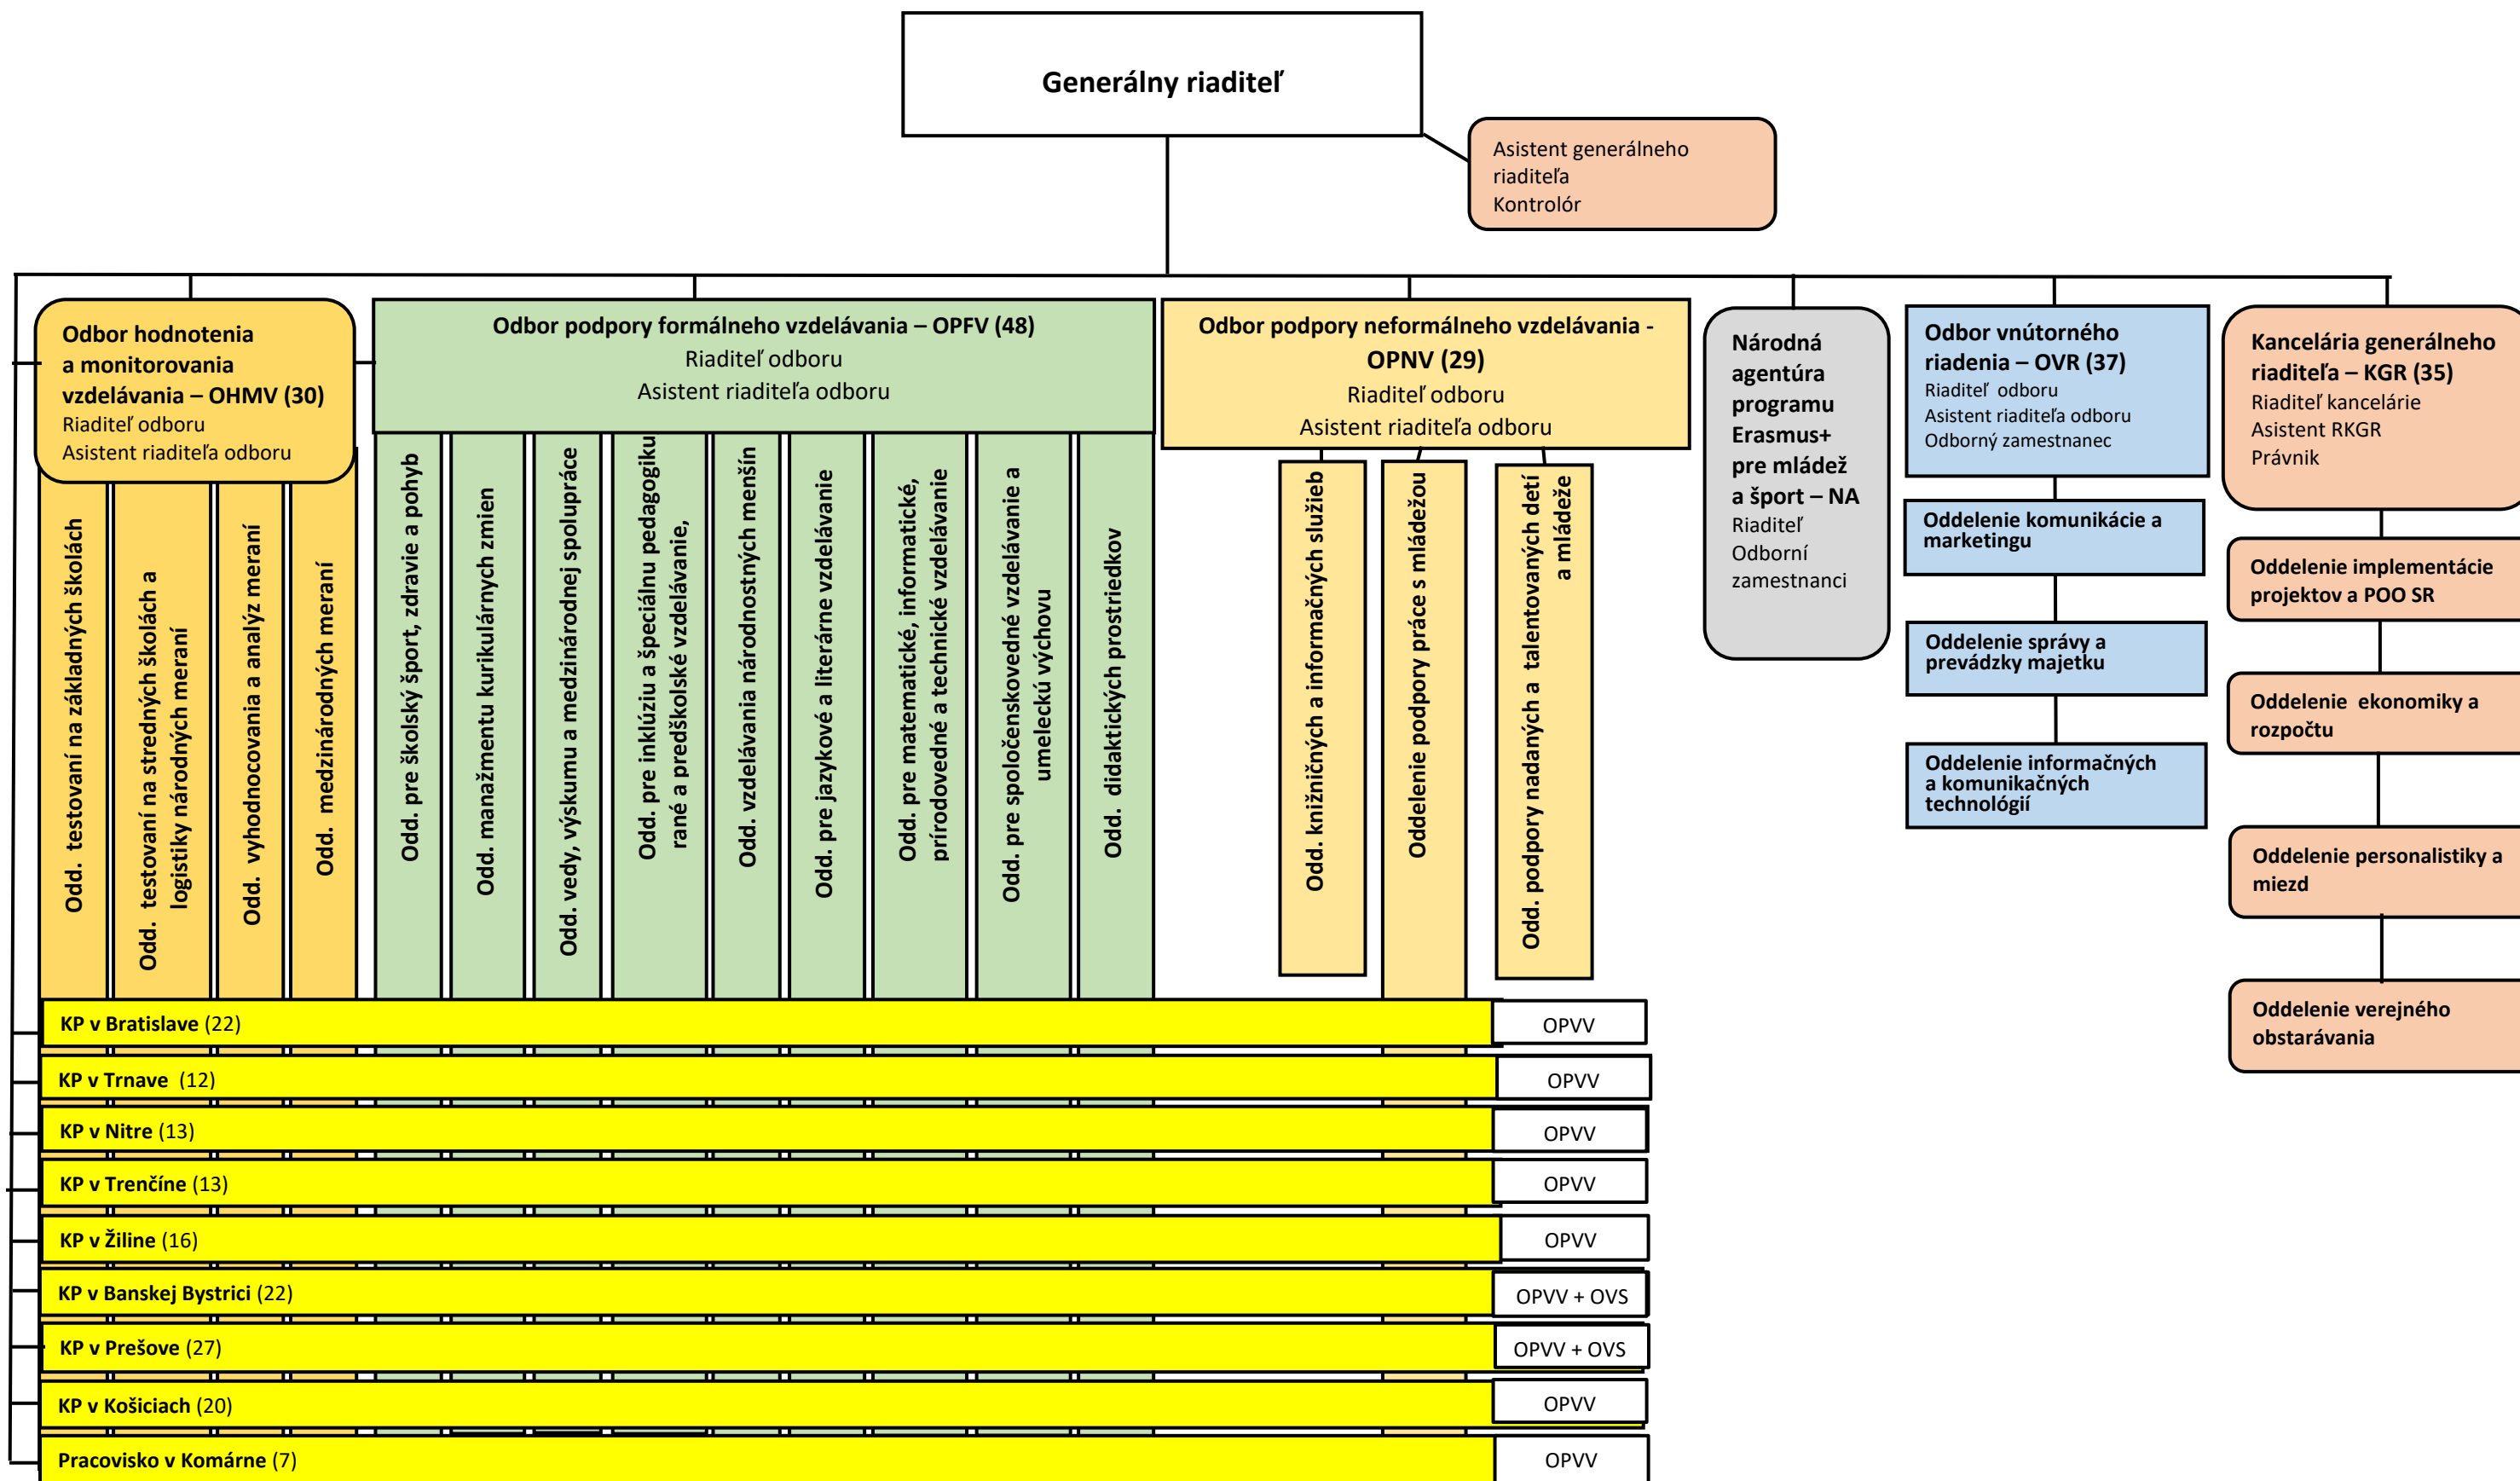 Generálny riaditeľ
Asistent generálneho
riaditeľa
Kontrolór
Odbor hodnotenia
a monitorovania
vzdelávania – OHMV (30)
Riaditeľ odboru
Asistent riaditeľa odboru
Odbor podpory formálneho vzdelávania – OPFV (48)
Riaditeľ odboru
Asistent riaditeľa odboru
Odbor podpory neformálneho vzdelávania -
OPNV (29)
Riaditeľ odboru
Asistent riaditeľa odboru
Národná
agentúra
programu
Erasmus+
pre mládež
a šport – NA
Riaditeľ
Odborní
zamestnanci
Odbor vnútorného
riadenia – OVR (37)
Riaditeľ odboru
Asistent riaditeľa odboru
Odborný zamestnanec
Kancelária generálneho
riaditeľa – KGR (35)
Riaditeľ kancelárie
Asistent RKGR
Právnik
Odd. testovaní na základných školách
Odd. testovaní na stredných školách a
logistiky národných meraní
Odd. vyhodnocovania a analýz meraní
Odd. medzinárodných meraní
Odd. pre školský šport, zdravie a pohyb
Odd. manažmentu kurikulárnych zmien
Odd. vedy, výskumu a medzinárodnej spolupráce
Odd. pre inklúziu a špeciálnu pedagogiku
rané a predškolské vzdelávanie,
Odd. vzdelávania národnostných menšín
Odd. pre jazykové a literárne vzdelávanie
Odd. pre matematické, informatické,
prírodovedné a technické vzdelávanie
Odd. pre spoločenskovedné vzdelávanie a
umeleckú výchovu
Odd. didaktických prostriedkov
Odd. knižničných a informačných služieb
Oddelenie podpory práce s mládežou
Odd. podpory nadaných a talentovaných detí
a mládeže
Oddelenie komunikácie a
marketingu
Oddelenie správy a
prevádzky majetku
Oddelenie informačných
a komunikačných
technológií
Oddelenie implementácie
projektov a POO SR
Oddelenie ekonomiky a
rozpočtu
Oddelenie personalistiky a
miezd
Oddelenie verejného
obstarávania
KP v Bratislave (22)
OPVV
KP v Trnave (12)
OPVV
KP v Nitre (13)
OPVV
KP v Trenčíne (13)
OPVV
KP v Žiline (16)
OPVV
KP v Banskej Bystrici (22)
OPVV + OVS
KP v Prešove (27)
OPVV + OVS
KP v Košiciach (20)
OPVV
Pracovisko v Komárne (7)
OPVV